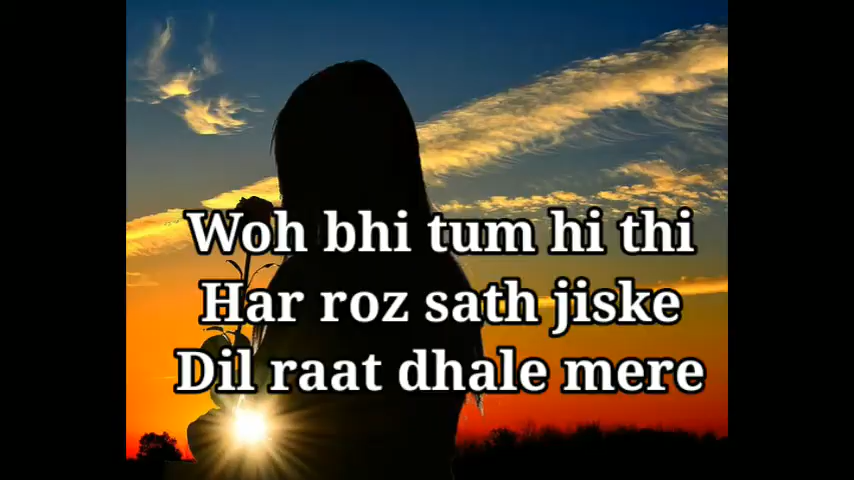 Woh bhi tum hi thi
Har roz sath jiske
Dil raat dhale mere